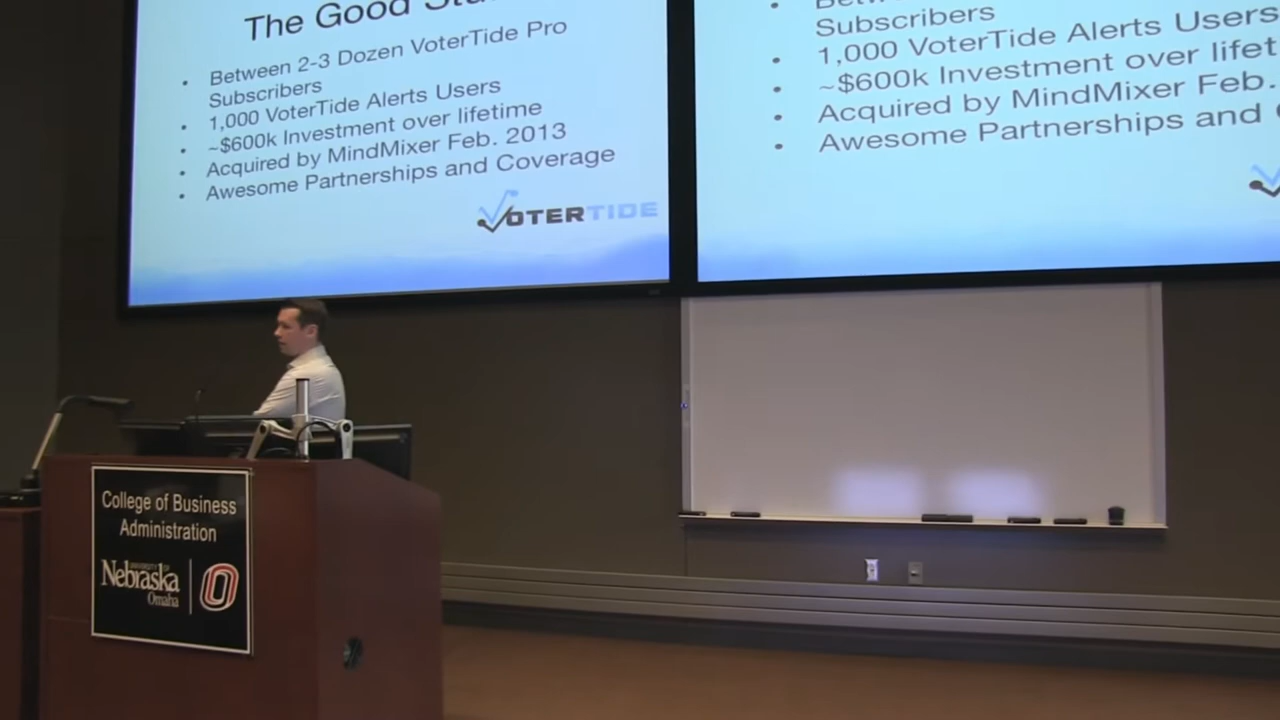 The Good
Between 2-3 Dozen VoterTide Pro
Subscribers
1,000 VoterTide Alerts Users
~$600k Investment over lifetime
Acquired by MindMixer Feb. 2013
Awesome Partnerships and Coverage
VOTERTIDE
Subscribers
1,000 VoterTide Alerts Users
~$600k Investment over
Acquired by MindMixer Feb.
Awesome Partnerships and
College of Business
Administration
UNIVERSITY OF
Nebraska
Omaha
O